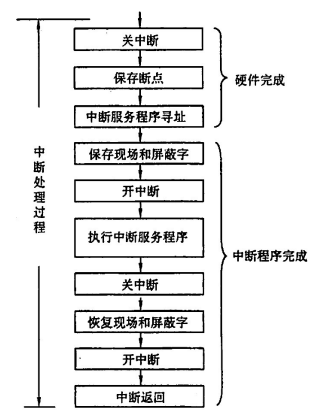 关中断
保存断点
中断服务程序寻址
硬件完成
保存现场和屏蔽字
开中断
执行中断服务程序
关中断
恢复现场和屏蔽字
开中断
中断返回
中断程序完成
中断处理过程